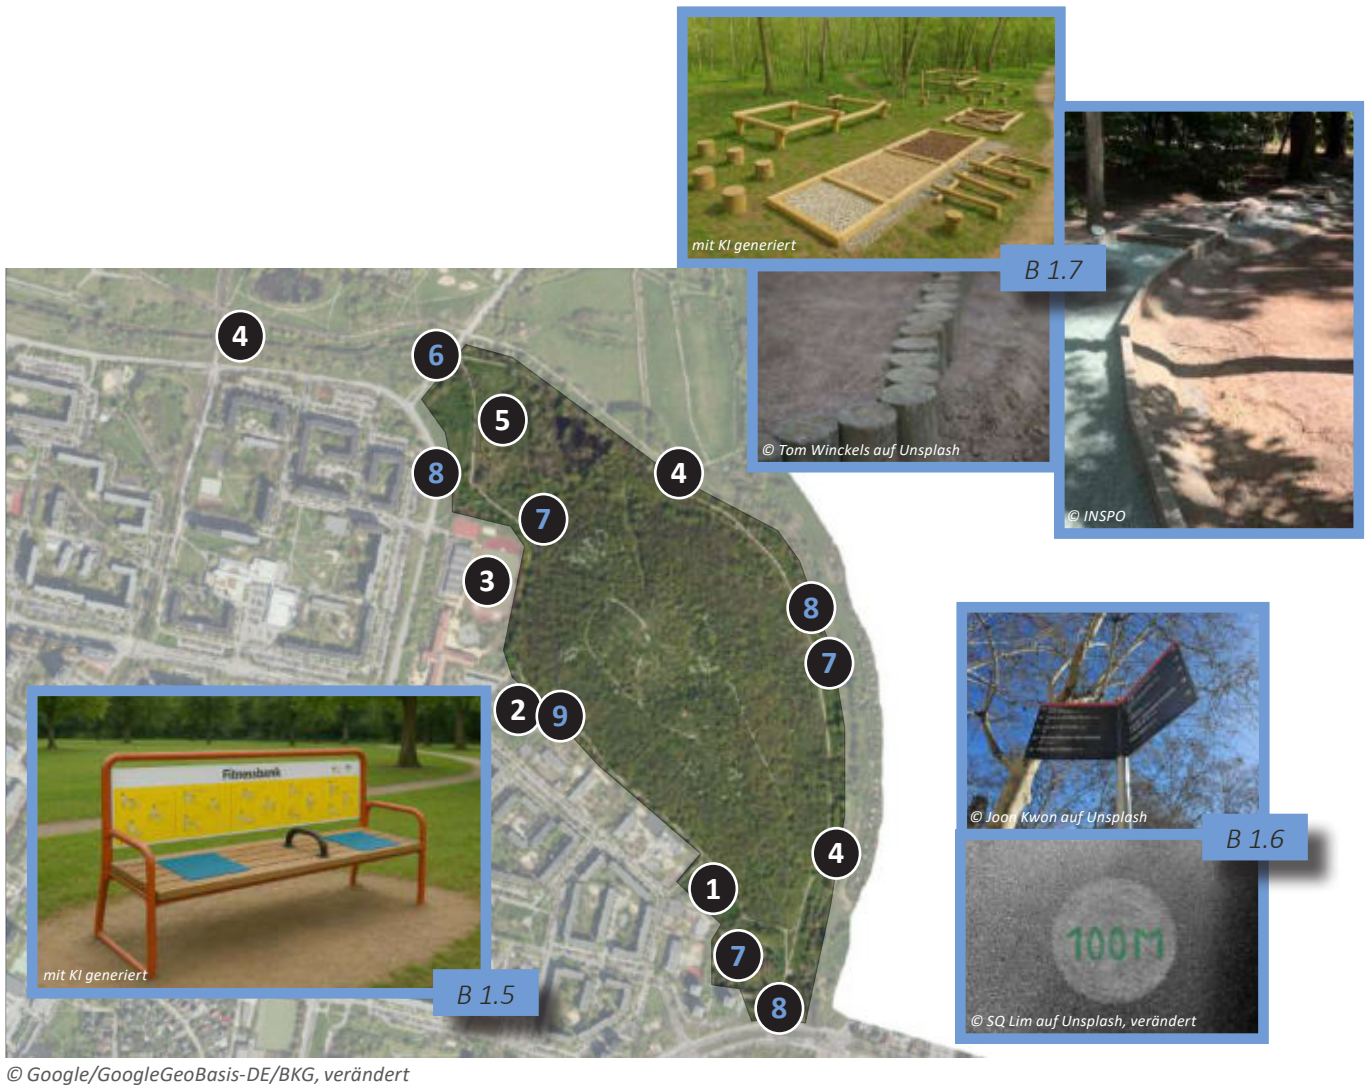 mit KI generiert
B 1.7
© Tom Winckels auf Unsplash
© INSPO
4
6
5
8
4
7
3
8
7
2
9
4
1
7
8
Fitnessbank
mit KI generiert
B 1.5
© Joon Kwon auf Unsplash
B 1.6
100M
© SQ Lim auf Unsplash, verändert
© Google/GoogleGeoBasis-DE/BKG, verändert